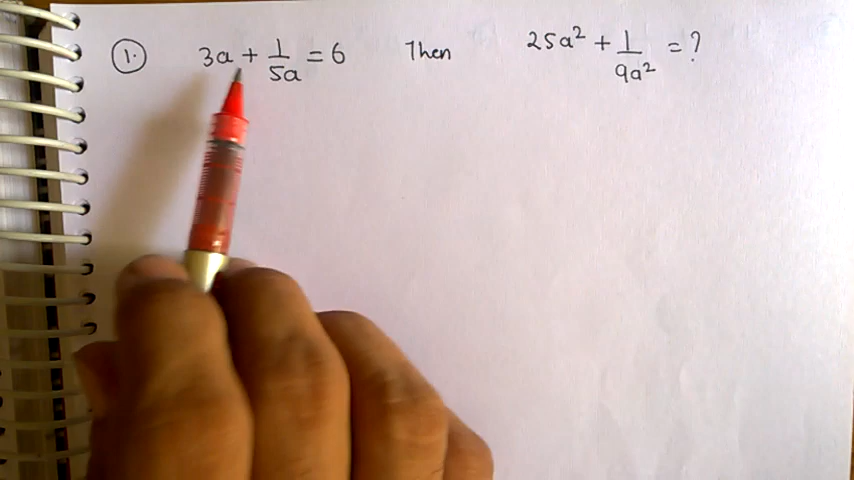 1. 3a + 1/5a = 6 Then 25a² + 1/9a² = ?